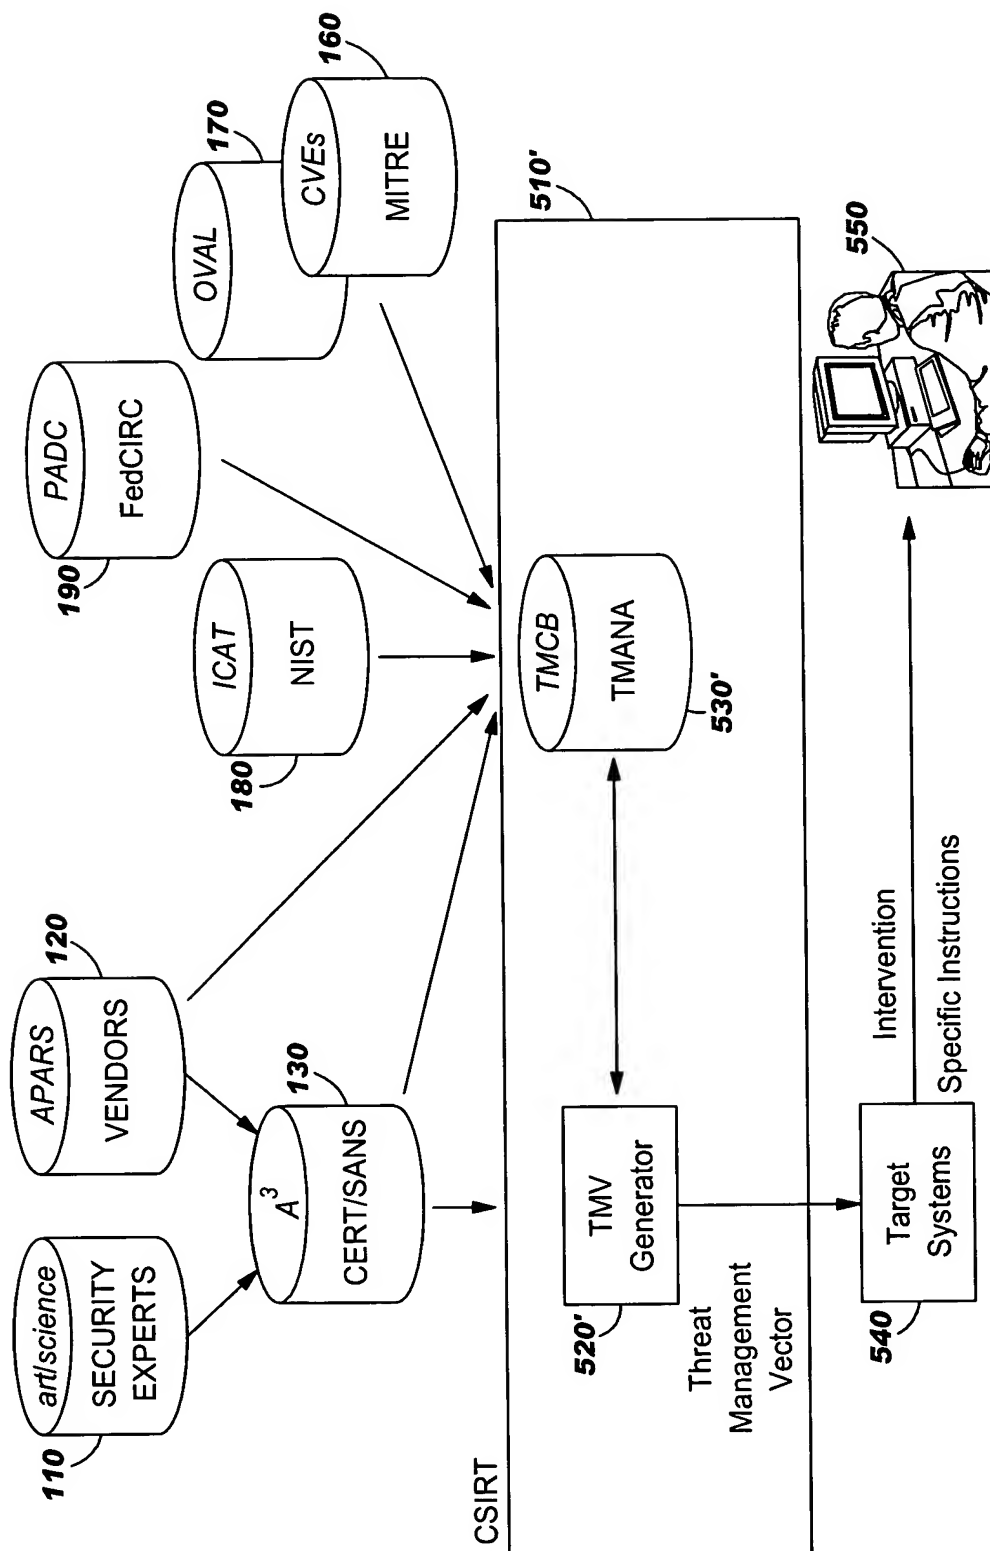 110
art/science
SECURITY
EXPERTS
APARS
VENDORS
120
A³
CERT/SANS
130
ICAT
NIST
180
PADC
FedCIRC
190
OVAL
170
CVEs
MITRE
160
CSIRT
510'
TMV
Generator
520'
TMCB
TMANA
530'
Threat
Management
Vector
Target
Systems
540
Intervention
Specific Instructions
550